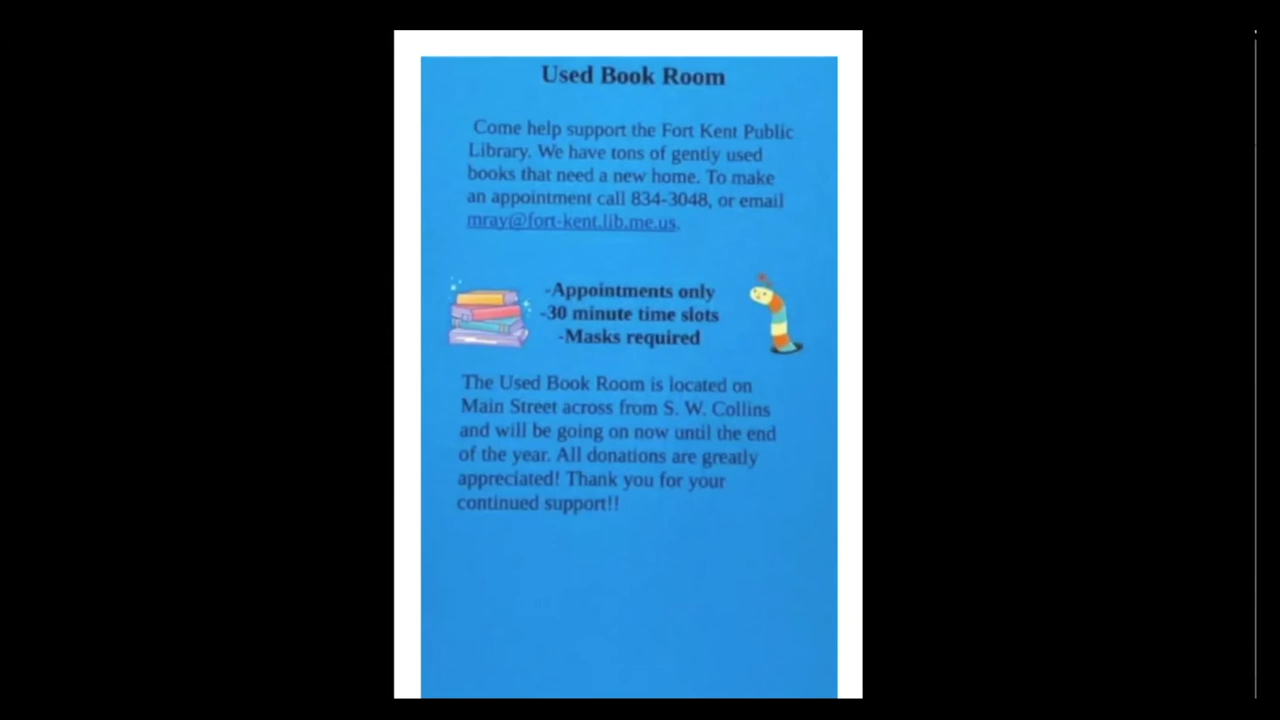 Used Book Room
Come help support the Fort Kent Public
Library. We have tons of gently used
books that need a new home. To make
an appointment call 834-3048, or email
mray@fort-kent.lib.me.us.
-Appointments only
-30 minute time slots
-Masks required
The Used Book Room is located on
Main Street across from S. W. Collins
and will be going on now until the end
of the year. All donations are greatly
appreciated! Thank you for your
continued support!!